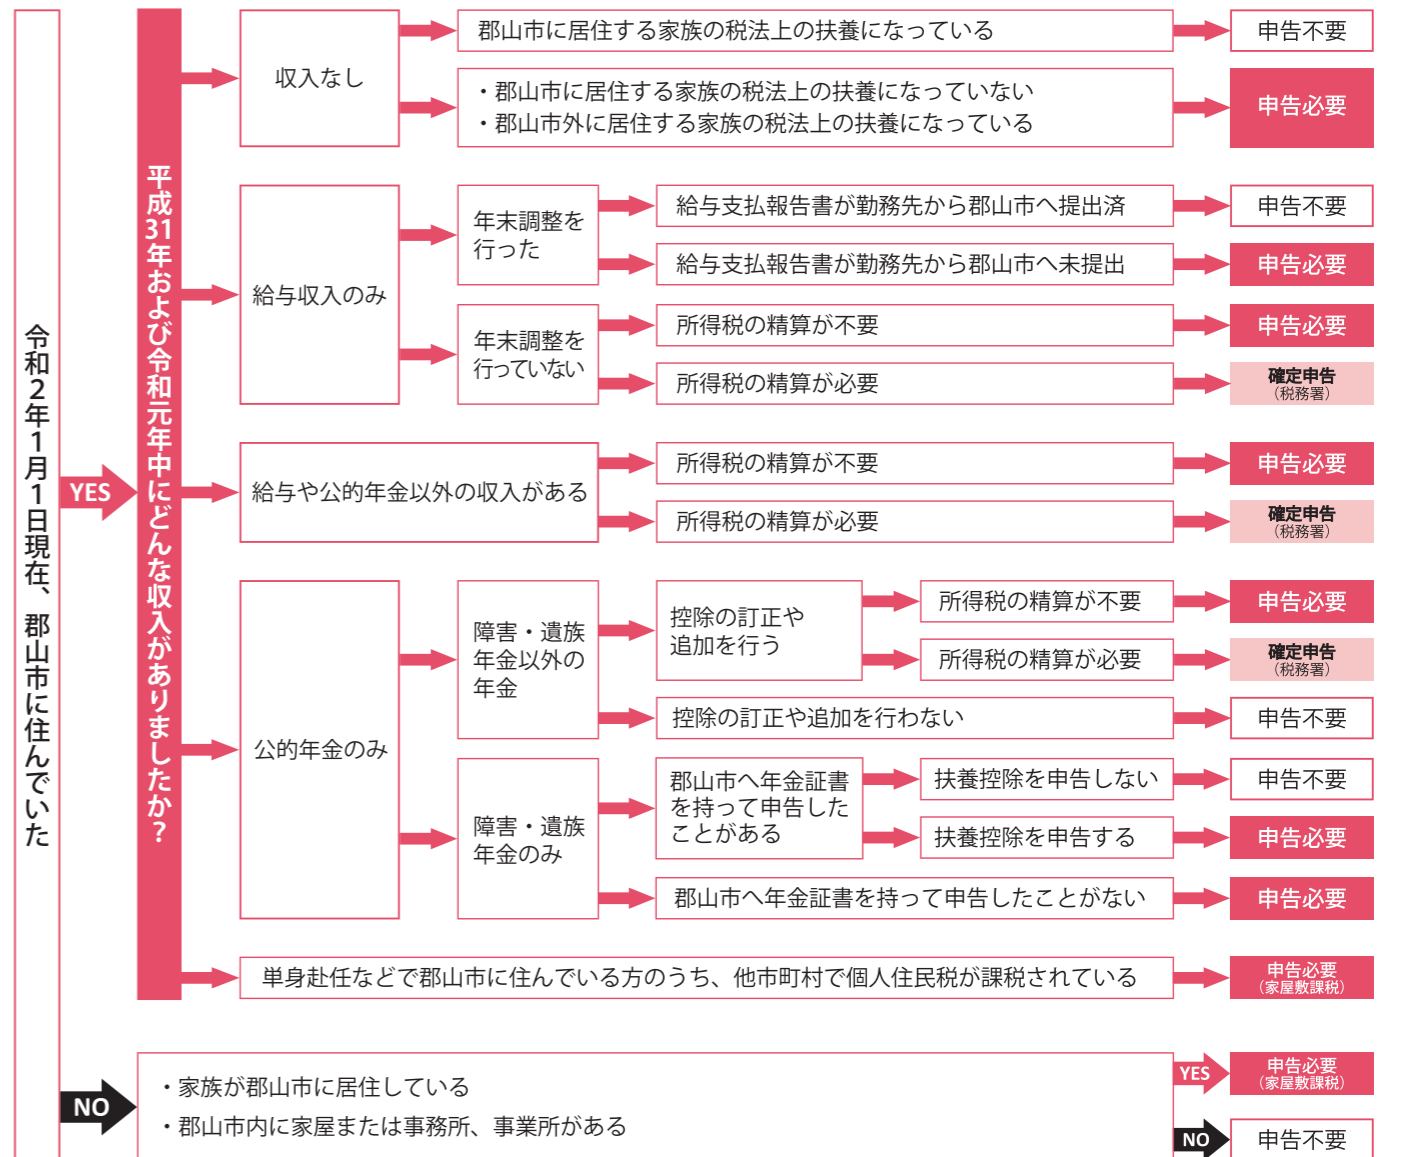 令和2年1月1日現在、郡山市に住んでいた
YES
平成31年および令和元年中にどんな収入がありましたか？
収入なし
郡山市に居住する家族の税法上の扶養になっている
申告不要
・郡山市に居住する家族の税法上の扶養になっていない
・郡山市外に居住する家族の税法上の扶養になっている
申告必要
給与収入のみ
年末調整を
行った
給与支払報告書が勤務先から郡山市へ提出済
申告不要
給与支払報告書が勤務先から郡山市へ未提出
申告必要
年末調整を
行っていない
所得税の精算が不要
申告必要
所得税の精算が必要
確定申告
（税務署）
給与や公的年金以外の収入がある
所得税の精算が不要
申告必要
所得税の精算が必要
確定申告
（税務署）
公的年金のみ
障害・遺族
年金以外の
年金
控除の訂正や
追加を行う
所得税の精算が不要
申告必要
所得税の精算が必要
確定申告
（税務署）
控除の訂正や追加を行わない
申告不要
障害・遺族
年金のみ
郡山市へ年金証書
を持って申告した
ことがある
扶養控除を申告しない
申告不要
扶養控除を申告する
申告必要
郡山市へ年金証書を持って申告したことがない
申告必要
単身赴任などで郡山市に住んでいる方のうち、他市町村で個人住民税が課税されている
申告必要
（家屋敷課税）
NO
・家族が郡山市に居住している
・郡山市内に家屋または事務所、事業所がある
YES
申告必要
（家屋敷課税）
NO
申告不要